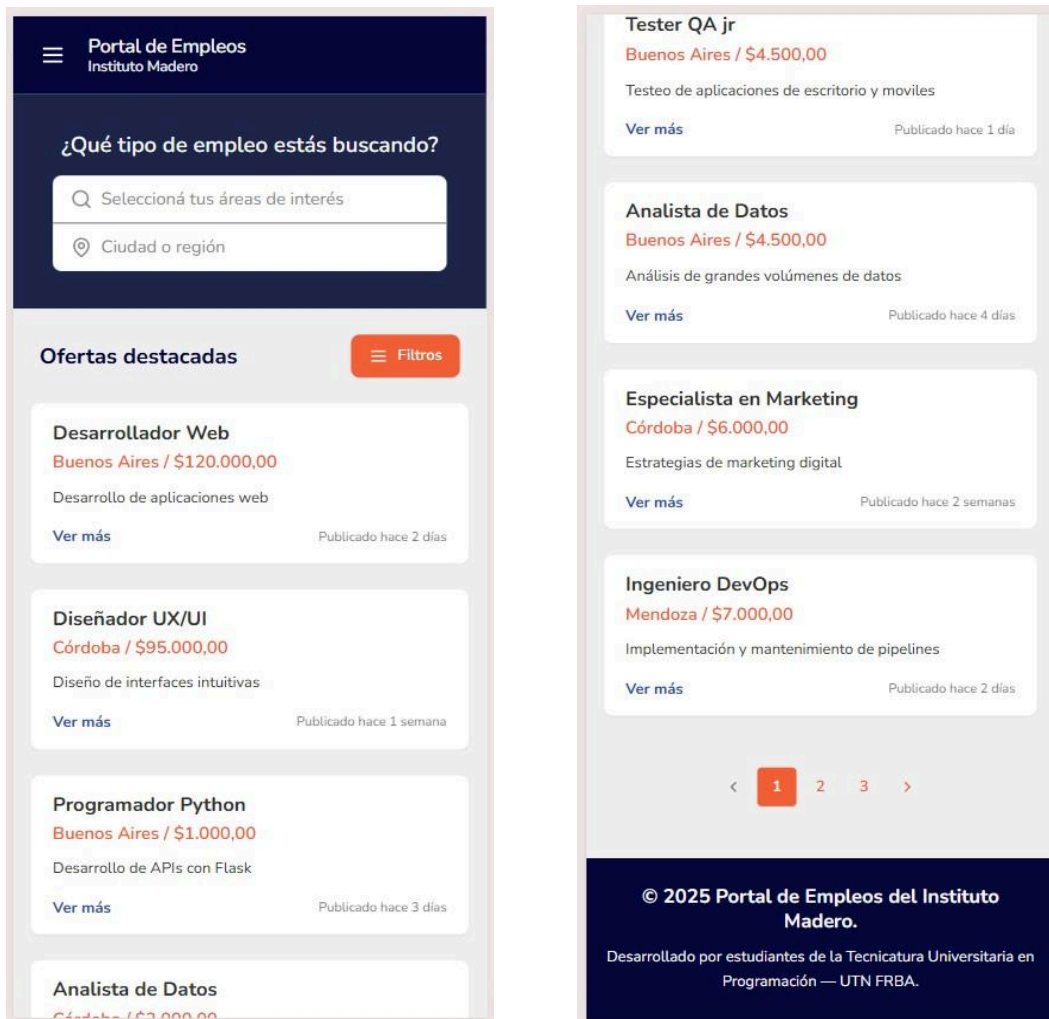 Portal de Empleos
Instituto Madero
¿Qué tipo de empleo estás buscando?
Seleccioná tus áreas de interés
Ciudad o región
Ofertas destacadas
Filtros
Desarrollador Web
Buenos Aires / $120.000,00
Desarrollo de aplicaciones web
Ver más Publicado hace 2 días
Diseñador UX/UI
Córdoba / $95.000,00
Diseño de interfaces intuitivas
Ver más Publicado hace 1 semana
Programador Python
Buenos Aires / $1.000,00
Desarrollo de APIs con Flask
Ver más Publicado hace 3 días
Analista de Datos
Córdoba / $2.000,00
Tester QA jr
Buenos Aires / $4.500,00
Testeo de aplicaciones de escritorio y moviles
Ver más Publicado hace 1 día
Analista de Datos
Buenos Aires / $4.500,00
Análisis de grandes volúmenes de datos
Ver más Publicado hace 4 días
Especialista en Marketing
Córdoba / $6.000,00
Estrategias de marketing digital
Ver más Publicado hace 2 semanas
Ingeniero DevOps
Mendoza / $7.000,00
Implementación y mantenimiento de pipelines
Ver más Publicado hace 2 días
< 1 2 3 >
© 2025 Portal de Empleos del Instituto
Madero.
Desarrollado por estudiantes de la Tecnicatura Universitaria en
Programación — UTN FRBA.